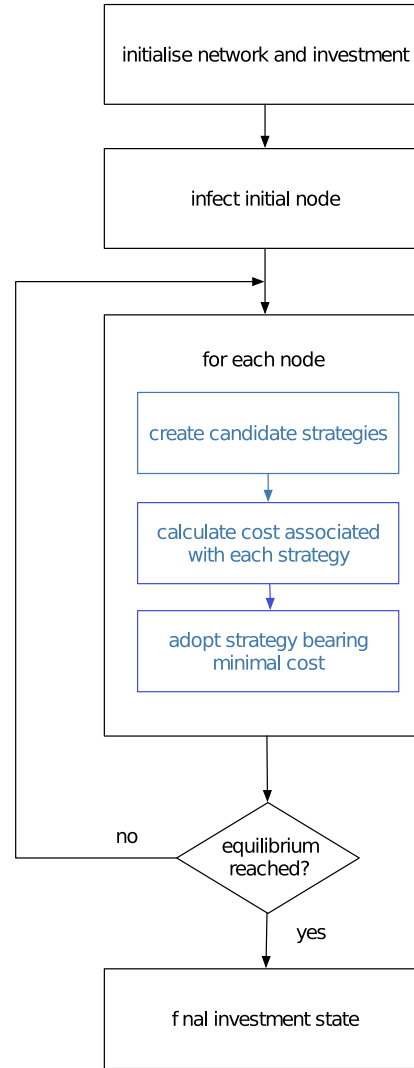 initialise network and investment
infect initial node
for each node
create candidate strategies
calculate cost associated
with each strategy
adopt strategy bearing
minimal cost
no
equilibrium
reached?
yes
f nal investment state